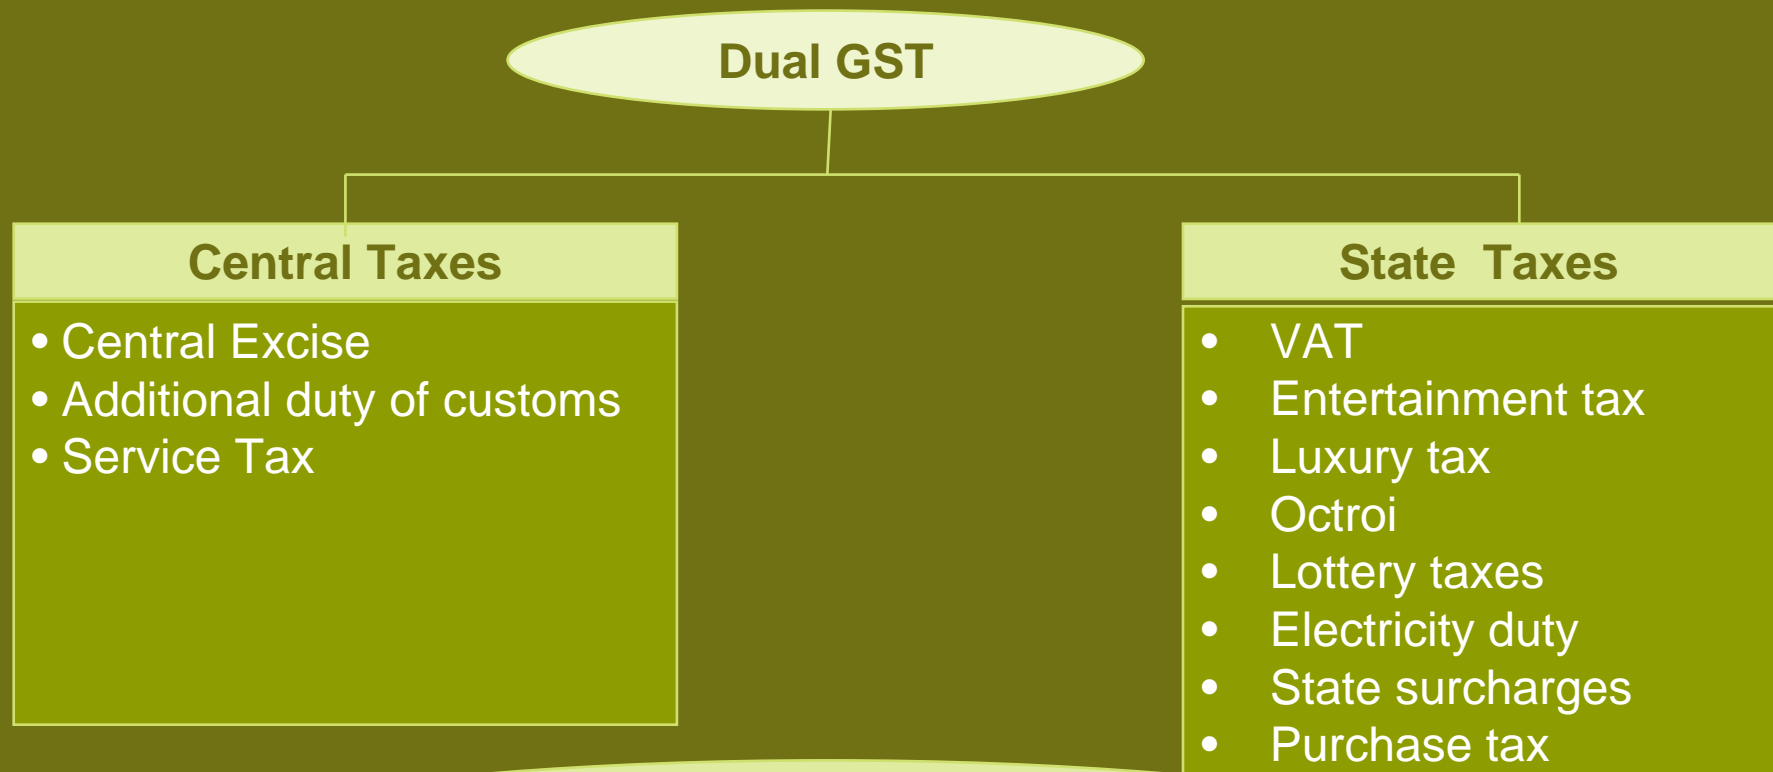 Dual GST
Central Taxes
• Central Excise
• Additional duty of customs
• Service Tax
State Taxes
• VAT
• Entertainment tax
• Luxury tax
• Octroi
• Lottery taxes
• Electricity duty
• State surcharges
• Purchase tax